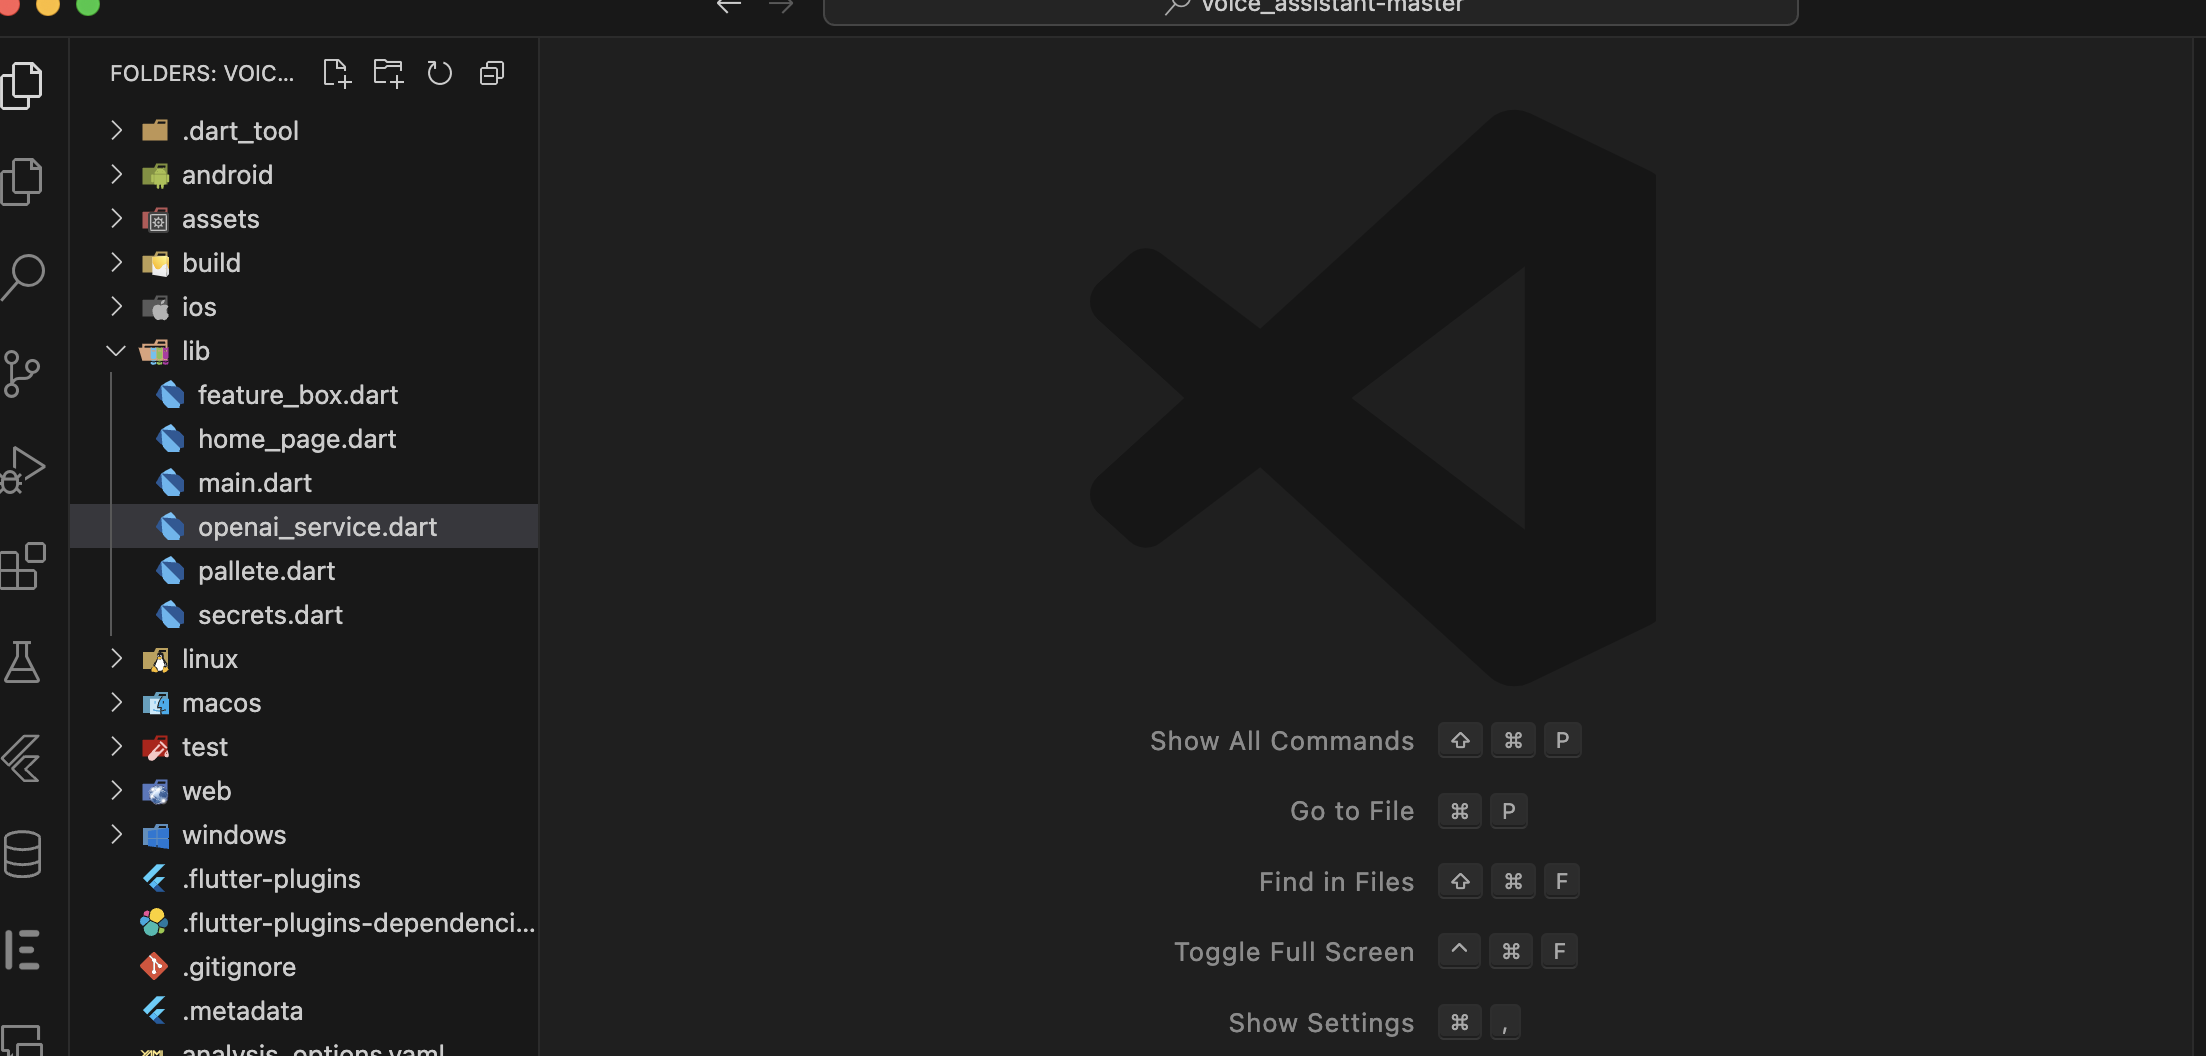 voice_assistant-master
FOLDERS: VOIC...
.dart_tool
android
assets
build
ios
lib
feature_box.dart
home_page.dart
main.dart
openai_service.dart
pallete.dart
secrets.dart
linux
macos
test
web
windows
.flutter-plugins
.flutter-plugins-dependenci...
.gitignore
.metadata
analysis_options.yaml
Show All Commands ⇧ ⌘ P
Go to File ⌘ P
Find in Files ⇧ ⌘ F
Toggle Full Screen ^ ⌘ F
Show Settings ⌘ ,